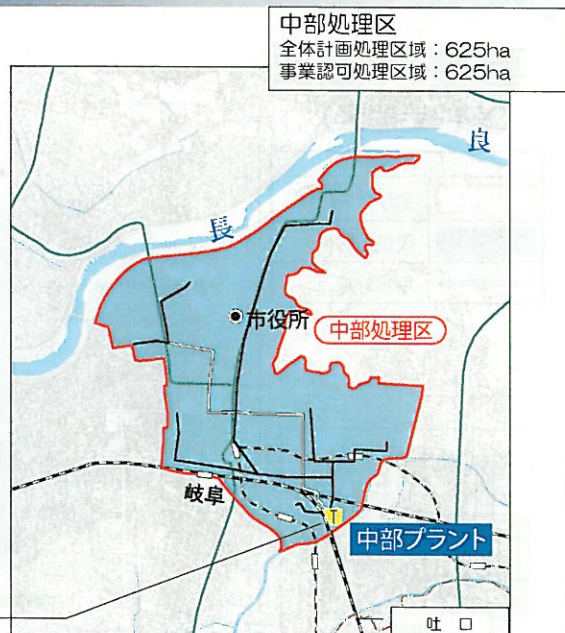 中部処理区
全体計画処理区域：625ha
事業認可処理区域：625ha
良
長
市役所
中部処理区
岐阜
T
中部プラント
吐 口